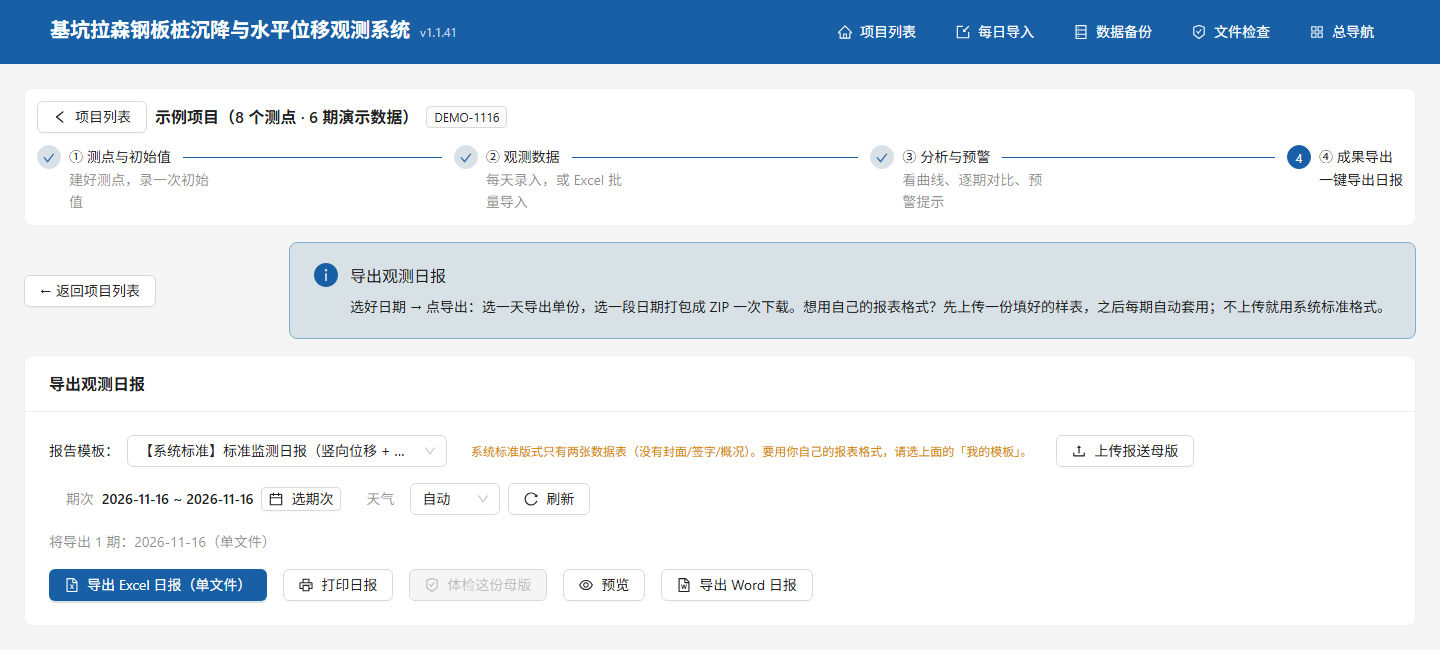 基坑拉森钢板桩沉降与水平位移观测系统 v1.1.41
项目列表 每日导入 数据备份 文件检查 总导航
项目列表 示例项目（8 个测点 · 6 期演示数据） DEMO-1116
① 测点与初始值 ② 观测数据 ③ 分析与预警 4 ④ 成果导出
建好测点，录一次初始 每天录入，或 Excel 批 看曲线、逐期对比、预 一键导出日报
值 量导入 警提示
导出观测日报
← 返回项目列表
选好日期 → 点导出：选一天导出单份，选一段日期打包成 ZIP 一次下载。想用自己的报表格式？先上传一份填好的样表，之后每期自动套用；不上传就用系统标准格式。
导出观测日报
报告模板： 【系统标准】标准监测日报（竖向位移 + ... 系统标准版式只有两张数据表（没有封面/签字/概况）。要用你自己的报表格式，请选上面的「我的模板」。 上传报送母版
期次 2026-11-16 ~ 2026-11-16 选期次 天气 自动 刷新
将导出 1 期：2026-11-16（单文件）
导出 Excel 日报（单文件） 打印日报 体检这份母版 预览 导出 Word 日报